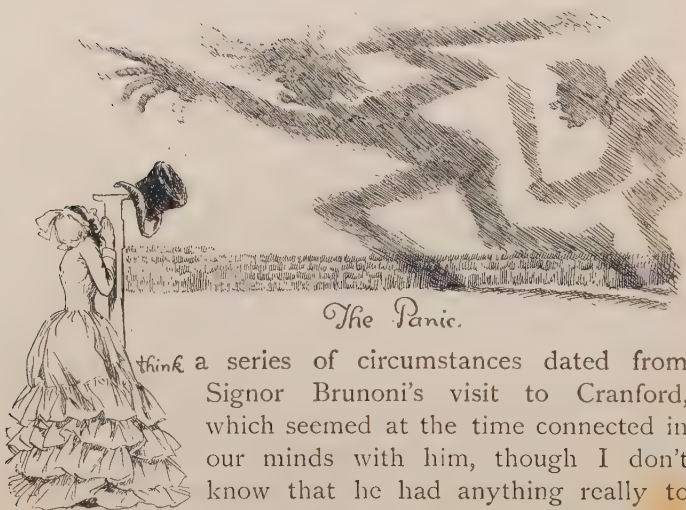 The Panic.
I think a series of circumstances dated from
Signor Brunoni's visit to Cranford,
which seemed at the time connected in
our minds with him, though I don't
know that he had anything really to